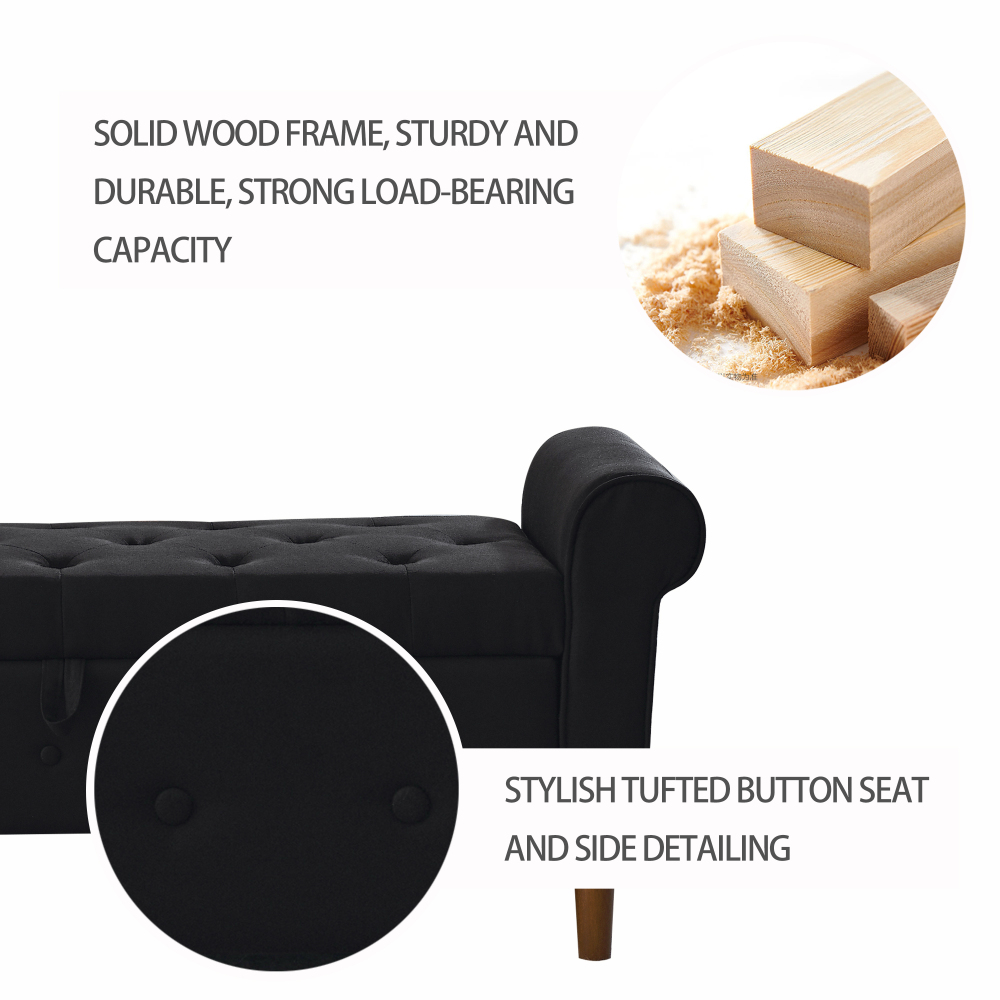 SOLID WOOD FRAME, STURDY AND
DURABLE, STRONG LOAD-BEARING
CAPACITY
STYLISH TUFTED BUTTON SEAT
AND SIDE DETAILING